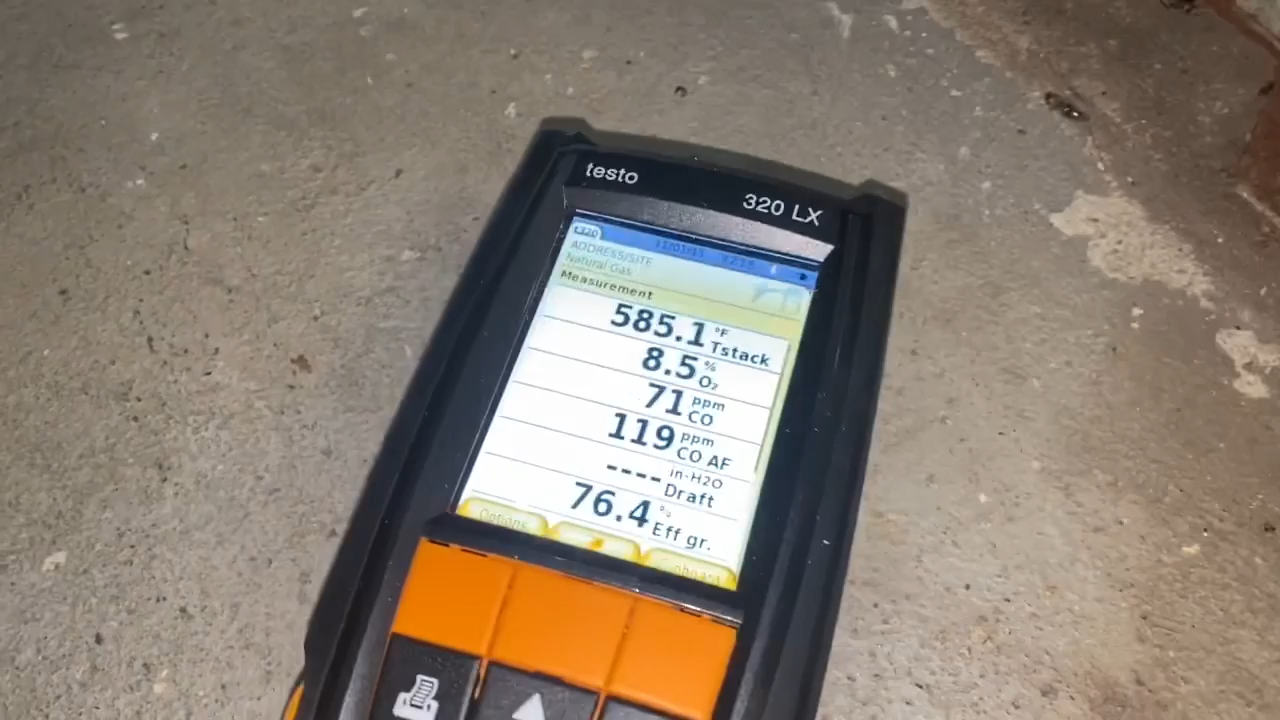 testo
320 LX
ADDRESS/SITE
Natural Gas
Measurement
585.1 °F Tstack
8.5 % O₂
71 ppm CO
119 ppm CO AF
---- in·H2O Draft
76.4 % Eff gr.
Options